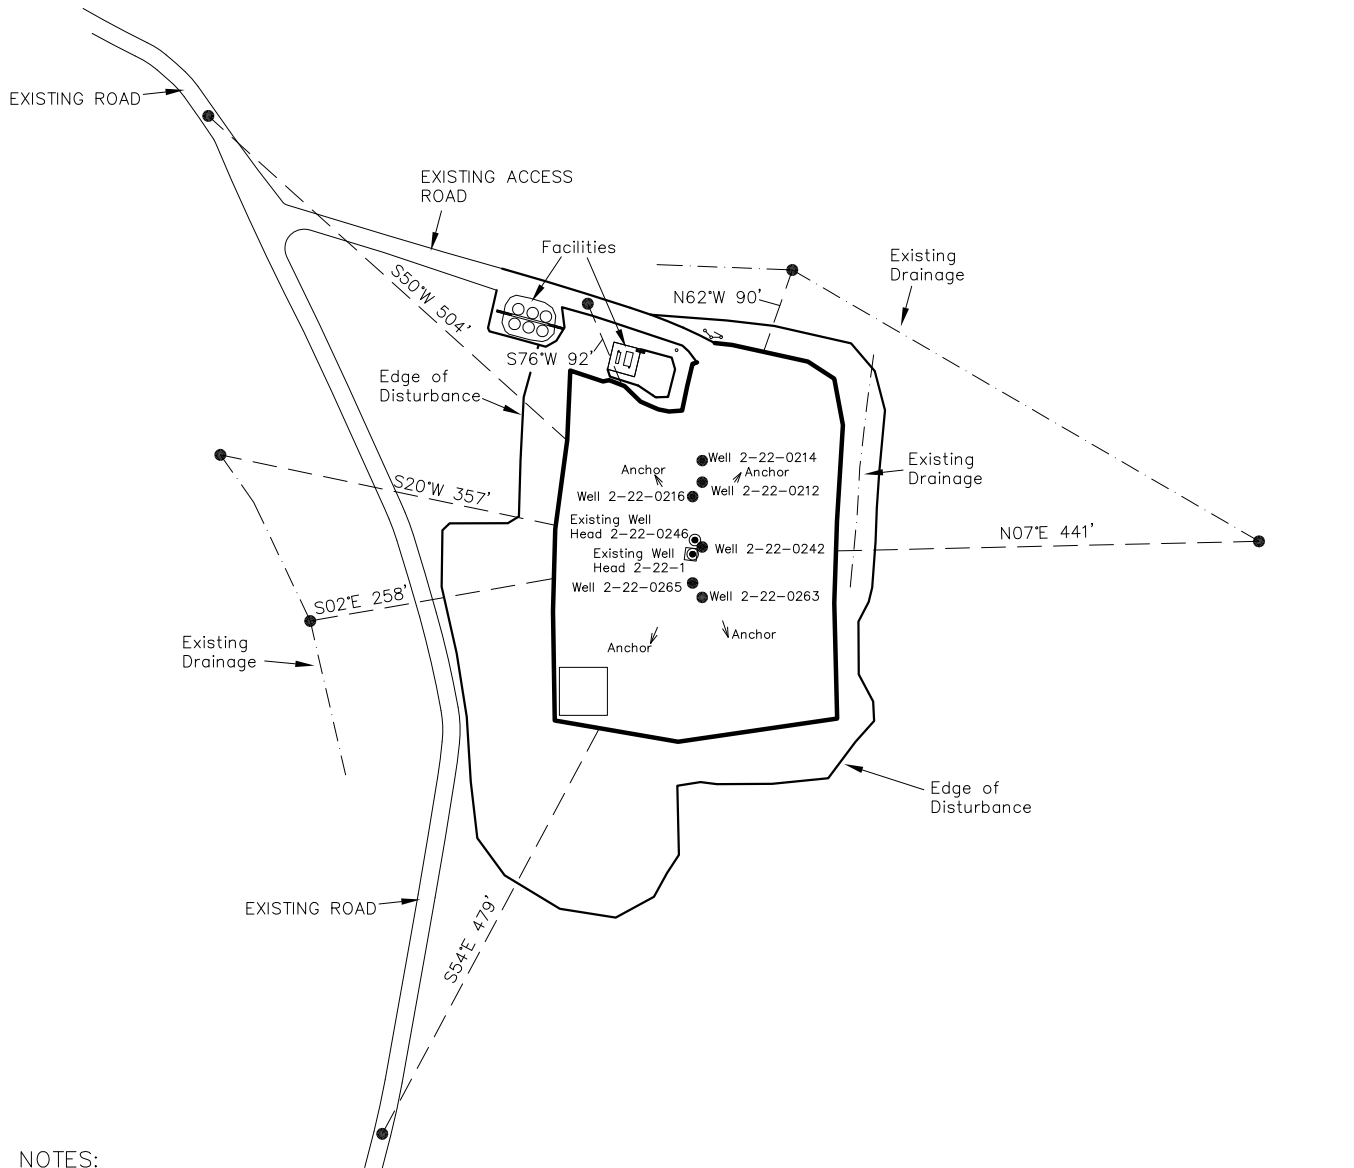 EXISTING ROAD
EXISTING ACCESS
ROAD
Facilities
Existing
Drainage
S50°W 504'
N62°W 90'
S76°W 92'
Edge of
Disturbance
Well 2-22-0214
Anchor
Anchor
Well 2-22-0216
Well 2-22-0212
Existing
Drainage
S20°W 357'
Existing Well
Head 2-22-0246
N07°E 441'
Existing Well
Head 2-22-1
Well 2-22-0242
Well 2-22-0265
Well 2-22-0263
S02°E 258'
Existing
Drainage
Anchor
Anchor
Edge of
Disturbance
EXISTING ROAD
S54°E 479'
NOTES: